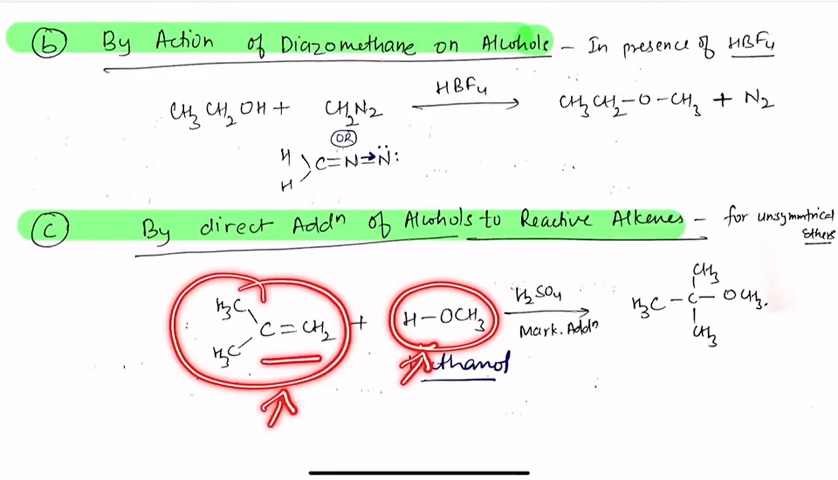 (b) By Action of Diazomethane on Alcohols – In presence of HBF4
CH3CH2OH + CH2N2 HBF4 → CH3CH2–O–CH3 + N2
OR
H
C=N⇒N̈:
H
(c) By direct Addn of Alcohols to Reactive Alkenes – for unsymmtrical
Ethers
H3C
H3C
C=CH2 + H–OCH3 H2SO4 → H3C–C–OCH3.
Mark. Addn
CH3
CH3